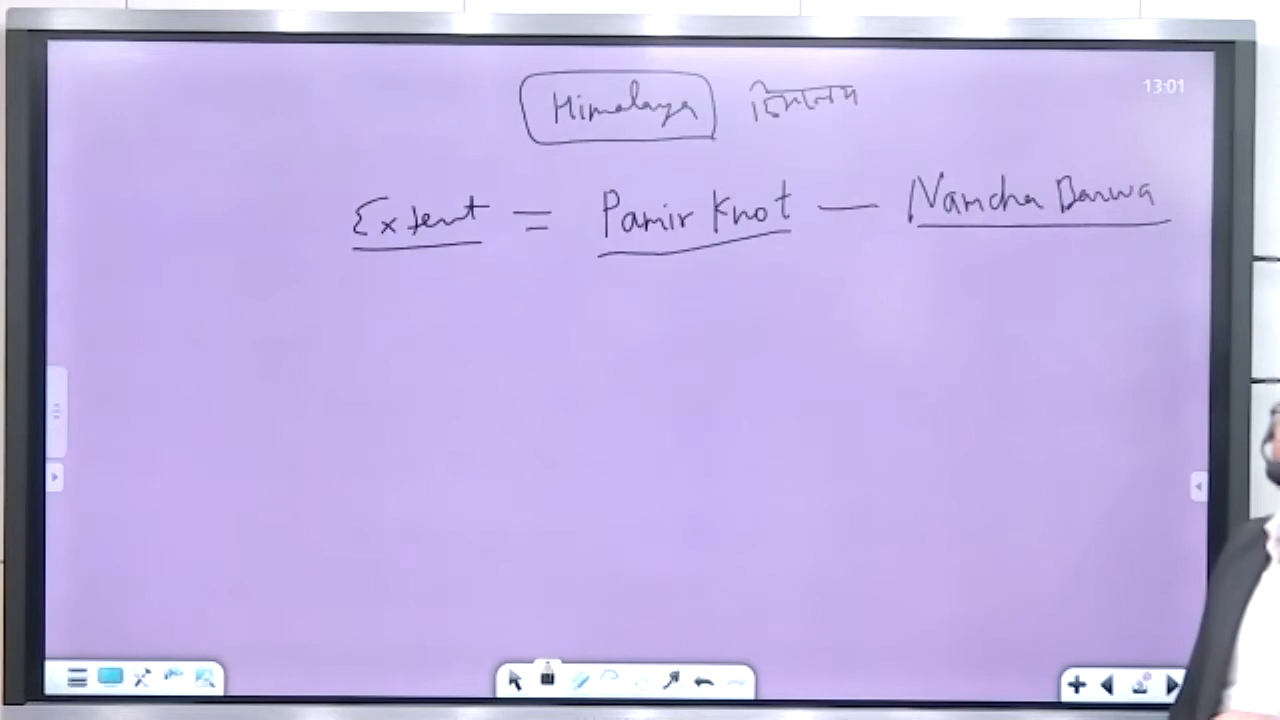 Himalaya हिमालय
13:01
Extent = Pamir Knot — Namcha Barwa